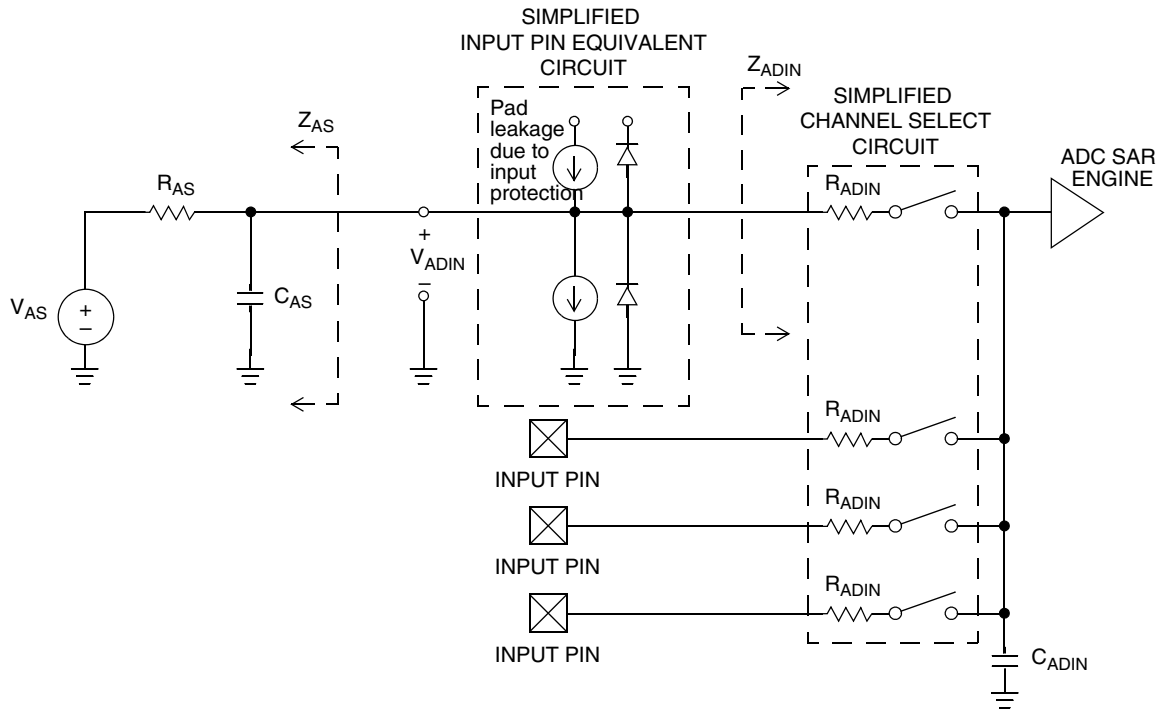 SIMPLIFIED
INPUT PIN EQUIVALENT
CIRCUIT
Pad
leakage
due to
input
protection
ZAS
RAS
CAS
VAS
+
–
+
VADIN
–
ZADIN
SIMPLIFIED
CHANNEL SELECT
CIRCUIT
RADIN
ADC SAR
ENGINE
RADIN
INPUT PIN
RADIN
INPUT PIN
RADIN
INPUT PIN
CADIN